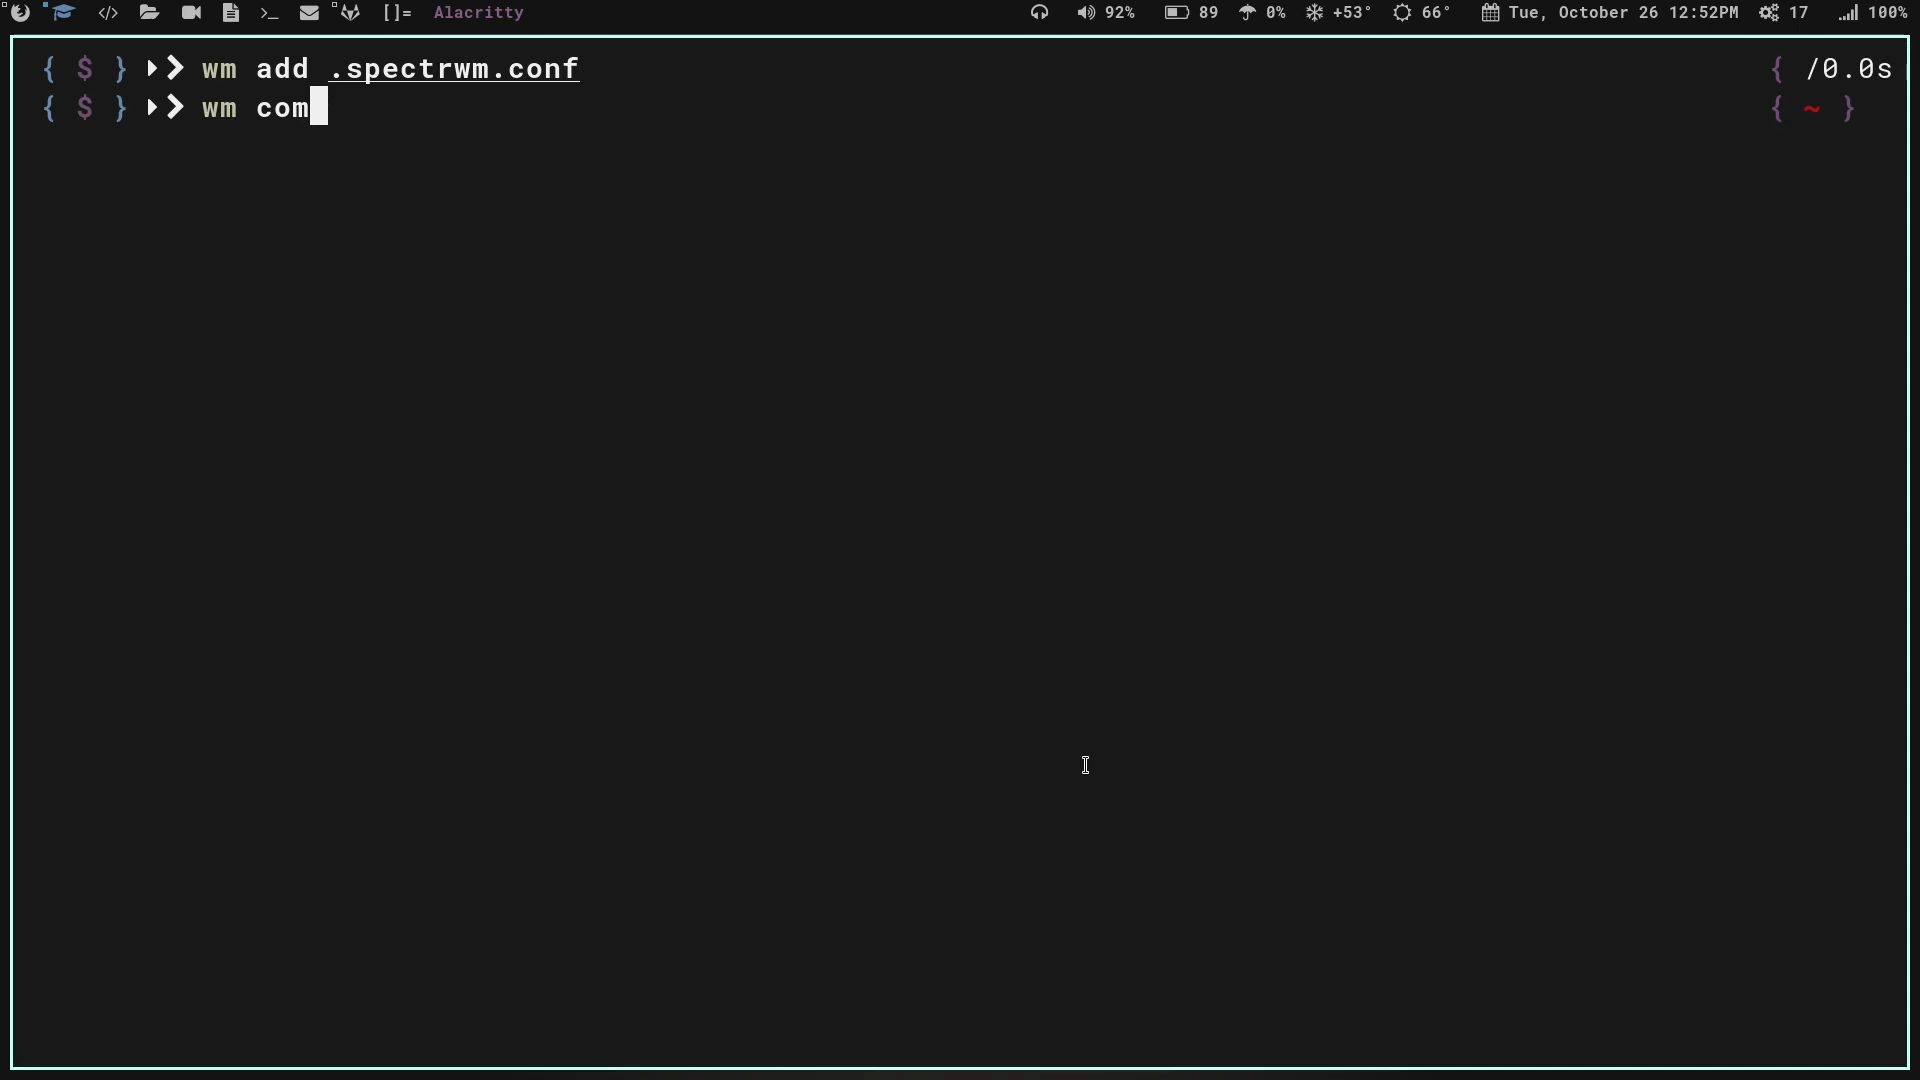 []= Alacritty 92% 89 0% +53° 66° Tue, October 26 12:52PM 17 100%
{ $ } wm add .spectrwm.conf { /0.0s
{ $ } wm com { ~ }